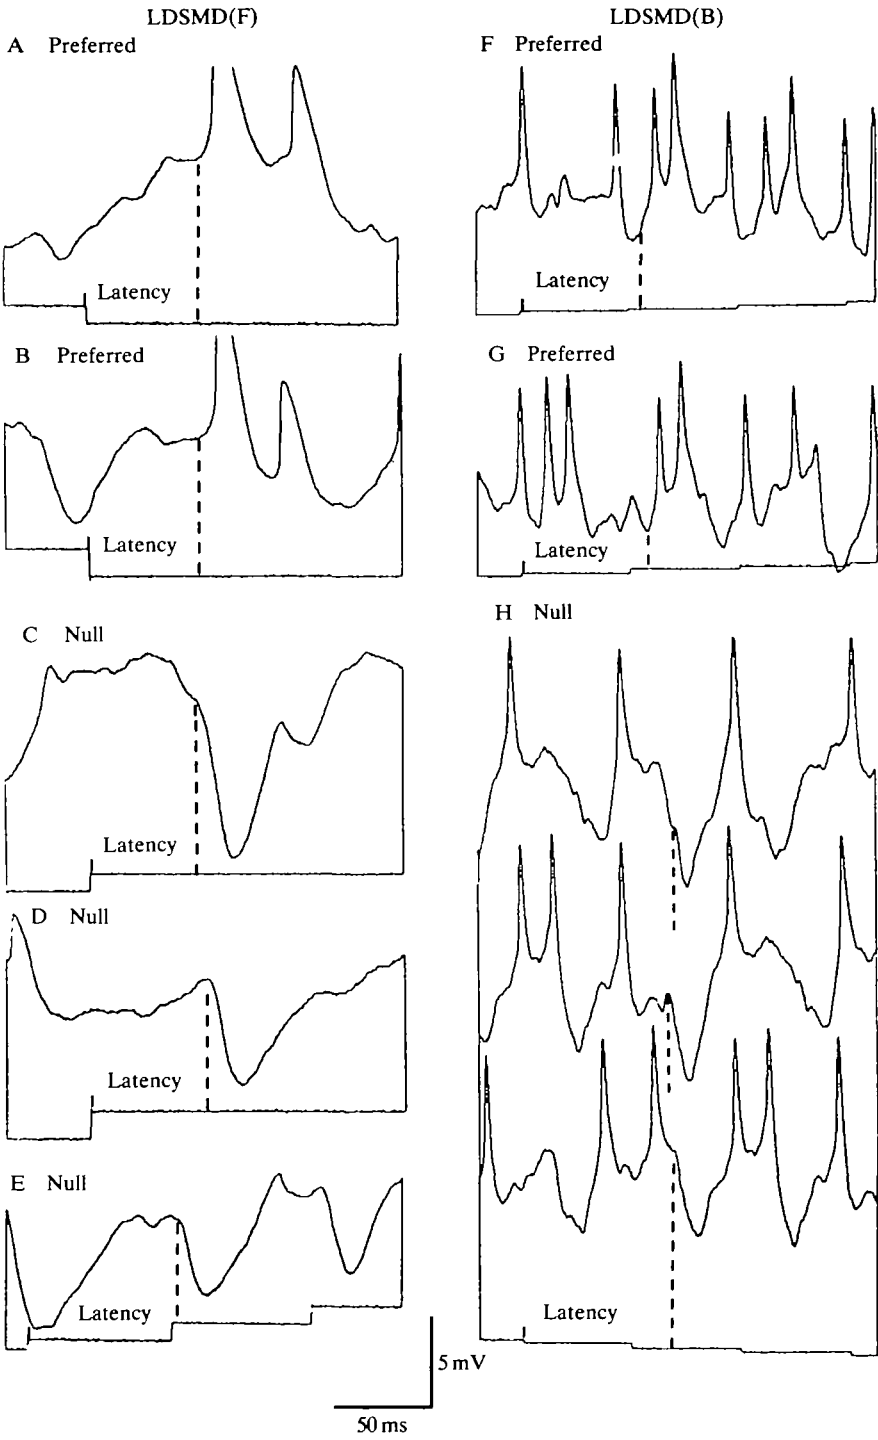 LDSMD(F)
A Preferred
Latency
B Preferred
Latency
C Null
Latency
D Null
Latency
E Null
Latency
LDSMD(B)
F Preferred
Latency
G Preferred
Latency
H Null
Latency
5 mV
50 ms